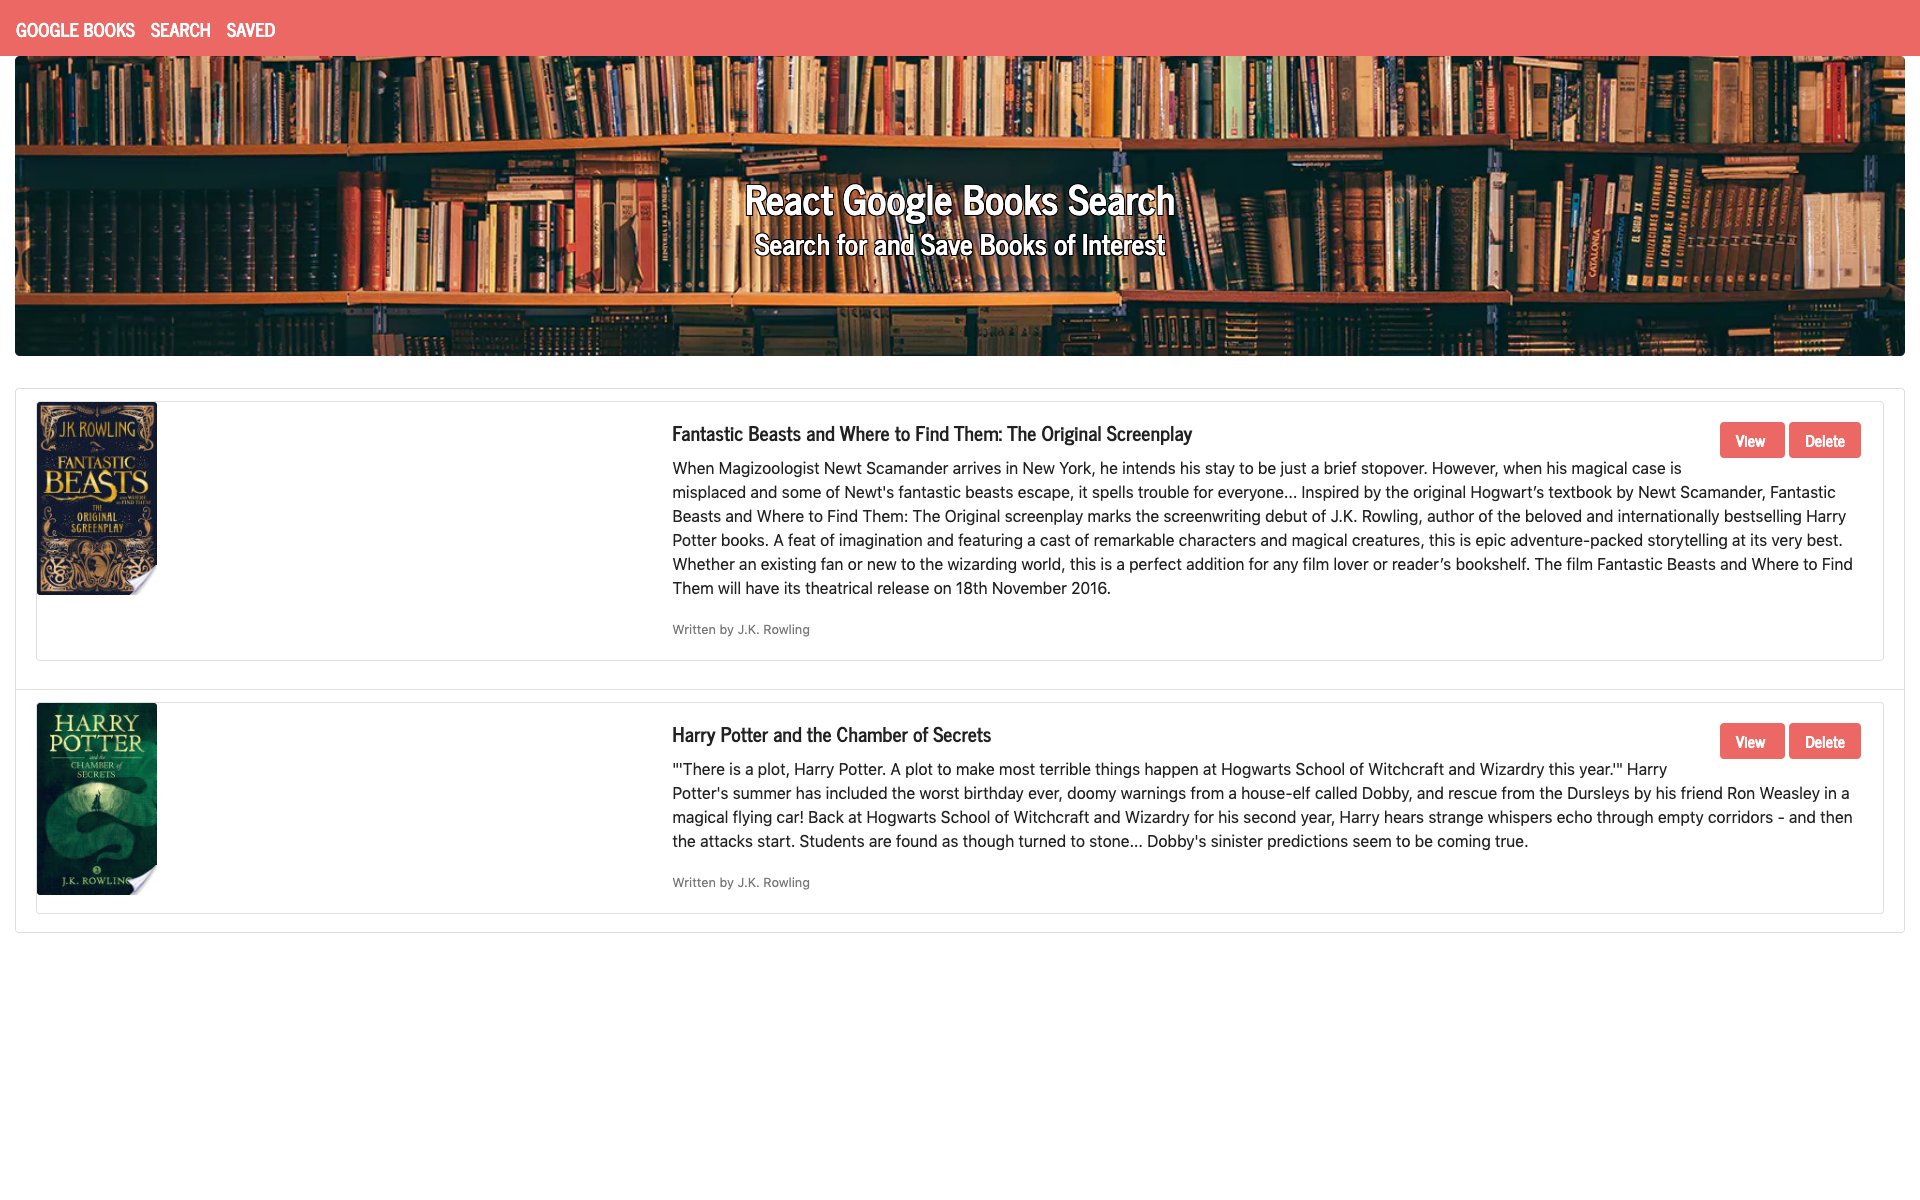 GOOGLE BOOKS SEARCH SAVED
React Google Books Search
Search for and Save Books of Interest
J.K. ROWLING
FANTASTIC
BEASTS
AND WHERE
TO FIND THEM
THE
ORIGINAL
SCREENPLAY
Fantastic Beasts and Where to Find Them: The Original Screenplay
View Delete
When Magizoologist Newt Scamander arrives in New York, he intends his stay to be just a brief stopover. However, when his magical case is
misplaced and some of Newt's fantastic beasts escape, it spells trouble for everyone… Inspired by the original Hogwart’s textbook by Newt Scamander, Fantastic
Beasts and Where to Find Them: The Original screenplay marks the screenwriting debut of J.K. Rowling, author of the beloved and internationally bestselling Harry
Potter books. A feat of imagination and featuring a cast of remarkable characters and magical creatures, this is epic adventure-packed storytelling at its very best.
Whether an existing fan or new to the wizarding world, this is a perfect addition for any film lover or reader’s bookshelf. The film Fantastic Beasts and Where to Find
Them will have its theatrical release on 18th November 2016.
Written by J.K. Rowling
HARRY
POTTER
and the
CHAMBER of
SECRETS
J.K. ROWLING
Harry Potter and the Chamber of Secrets
View Delete
"'There is a plot, Harry Potter. A plot to make most terrible things happen at Hogwarts School of Witchcraft and Wizardry this year.'" Harry
Potter's summer has included the worst birthday ever, doomy warnings from a house-elf called Dobby, and rescue from the Dursleys by his friend Ron Weasley in a
magical flying car! Back at Hogwarts School of Witchcraft and Wizardry for his second year, Harry hears strange whispers echo through empty corridors - and then
the attacks start. Students are found as though turned to stone... Dobby's sinister predictions seem to be coming true.
Written by J.K. Rowling